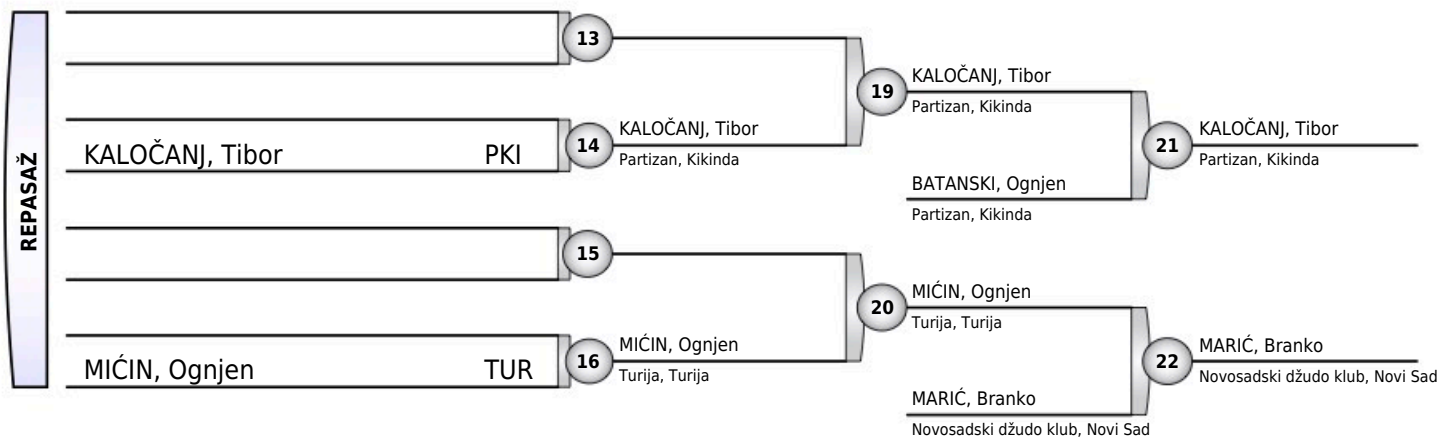 REPASAŽ
13
19
KALOČANJ, Tibor
Partizan, Kikinda
KALOČANJ, Tibor PKI
14
KALOČANJ, Tibor
Partizan, Kikinda
21
KALOČANJ, Tibor
Partizan, Kikinda
BATANSKI, Ognjen
Partizan, Kikinda
15
20
MIĆIN, Ognjen
Turija, Turija
MIĆIN, Ognjen TUR
16
MIĆIN, Ognjen
Turija, Turija
22
MARIĆ, Branko
Novosadski džudo klub, Novi Sad
MARIĆ, Branko
Novosadski džudo klub, Novi Sad